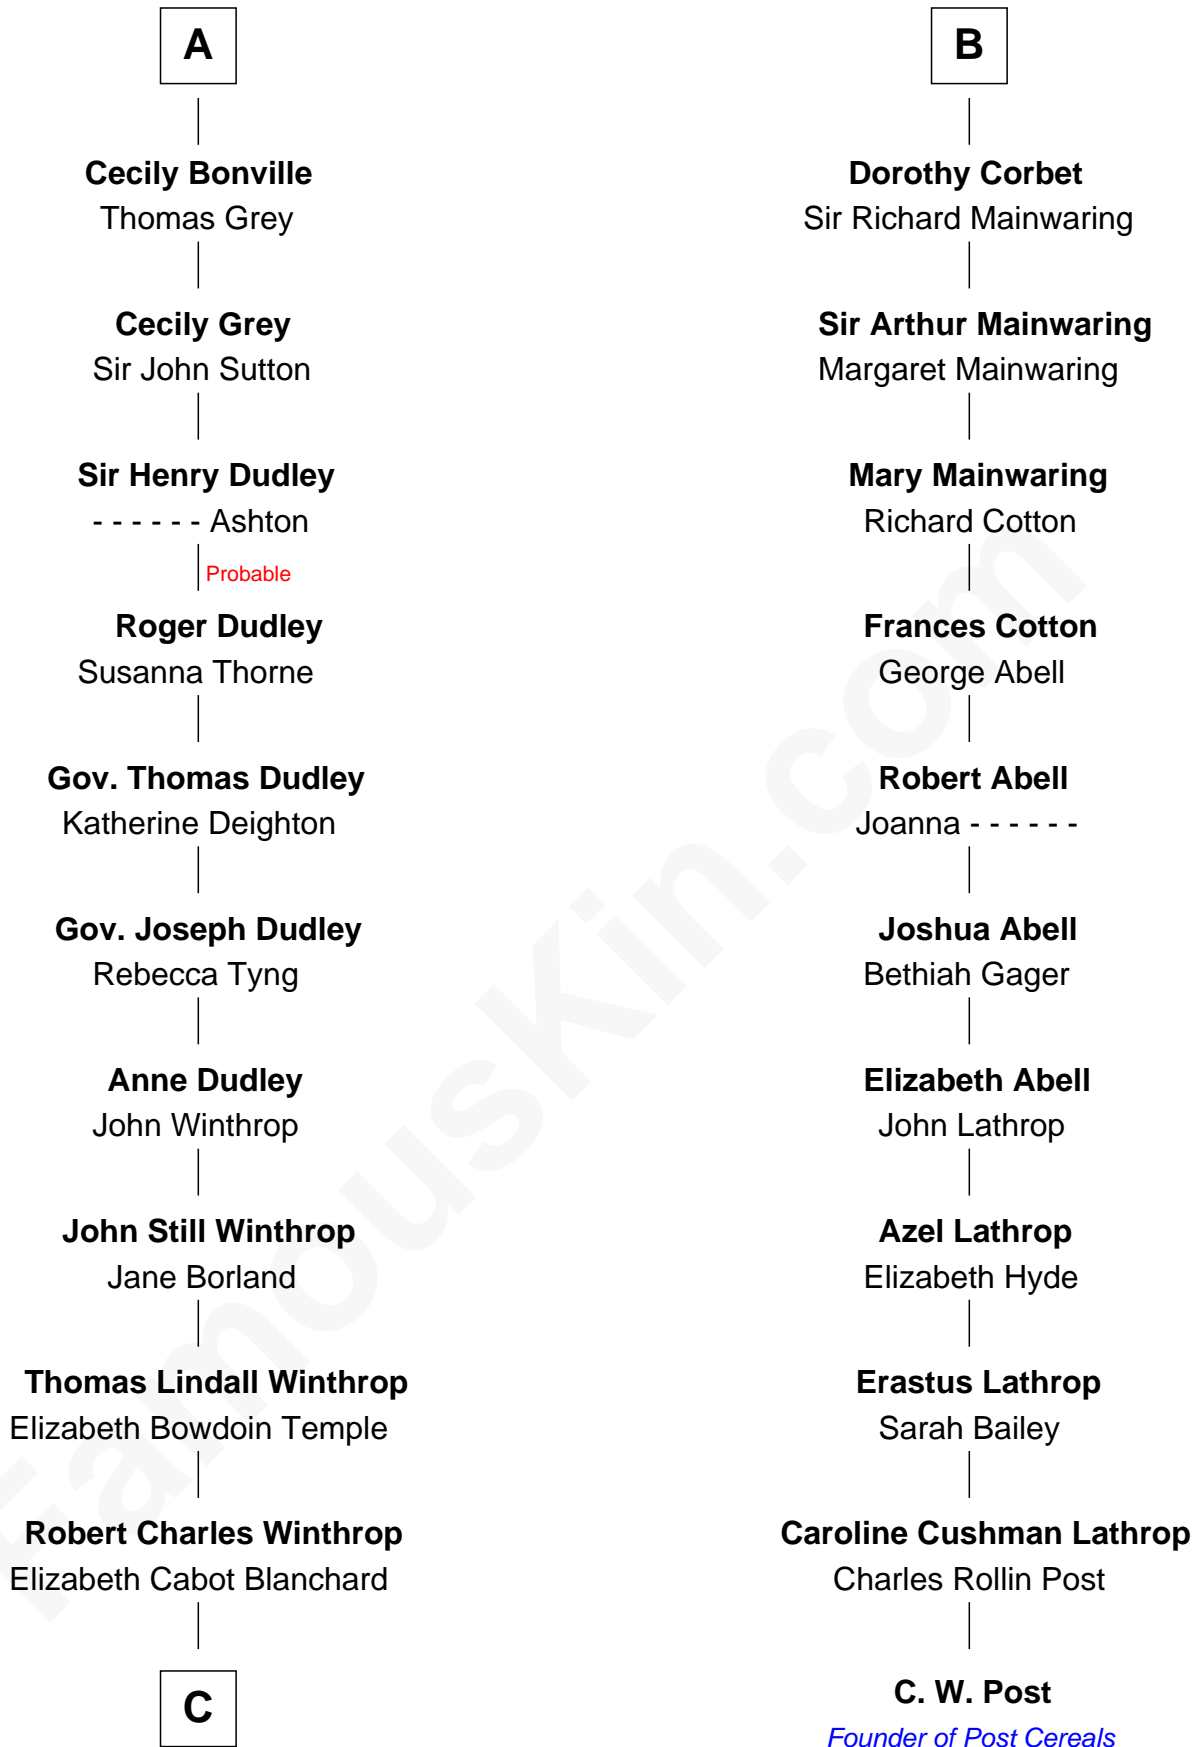 A
Cecily Bonville
Thomas Grey
Cecily Grey
Sir John Sutton
Sir Henry Dudley
- - - - - - Ashton
Probable
Roger Dudley
Susanna Thorne
Gov. Thomas Dudley
Katherine Deighton
Gov. Joseph Dudley
Rebecca Tyng
Anne Dudley
John Winthrop
John Still Winthrop
Jane Borland
Thomas Lindall Winthrop
Elizabeth Bowdoin Temple
Robert Charles Winthrop
Elizabeth Cabot Blanchard
C
B
Dorothy Corbet
Sir Richard Mainwaring
Sir Arthur Mainwaring
Margaret Mainwaring
Mary Mainwaring
Richard Cotton
Frances Cotton
George Abell
Robert Abell
Joanna - - - - - -
Joshua Abell
Bethiah Gager
Elizabeth Abell
John Lathrop
Azel Lathrop
Elizabeth Hyde
Erastus Lathrop
Sarah Bailey
Caroline Cushman Lathrop
Charles Rollin Post
C. W. Post
Founder of Post Cereals
FamousKin.com